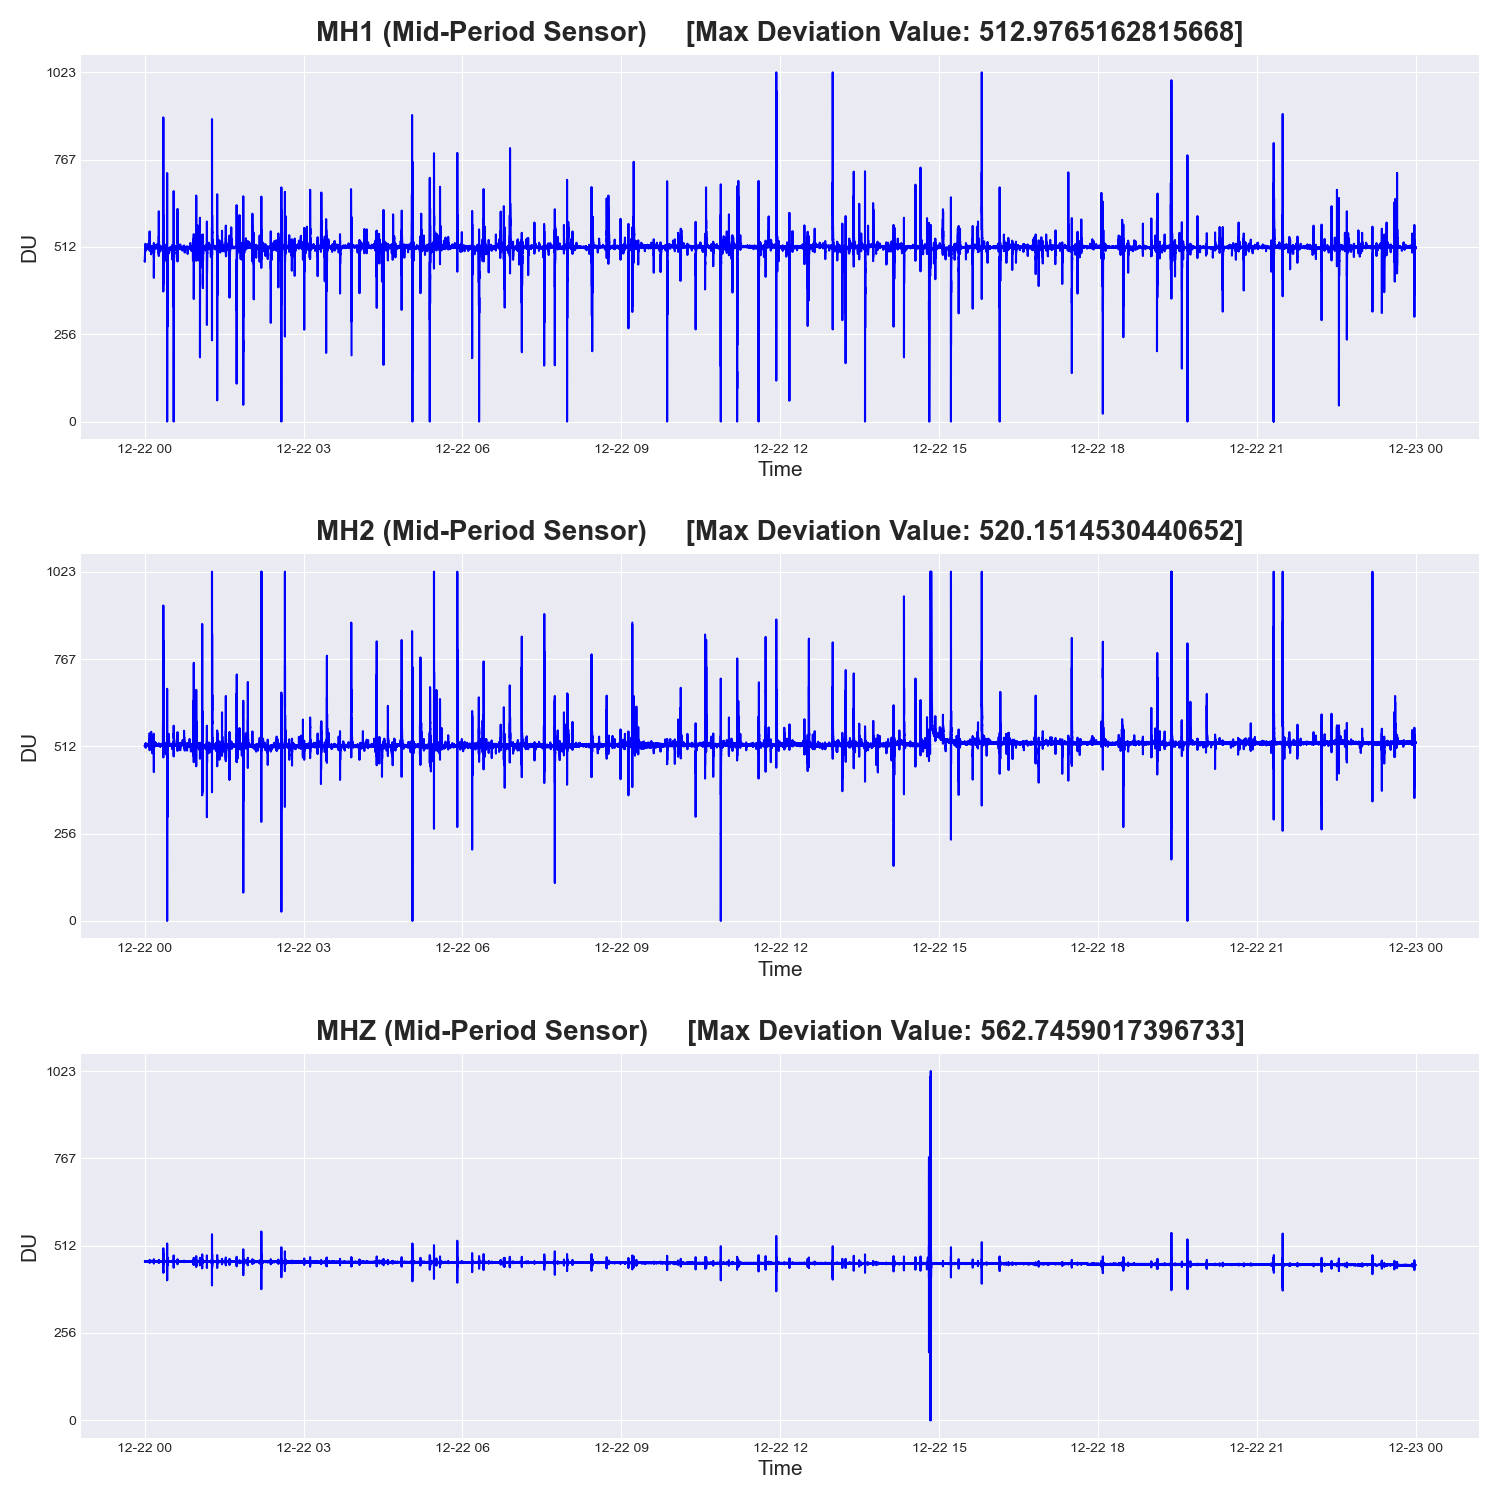 MH1 (Mid-Period Sensor) [Max Deviation Value: 512.9765162815668]
1023
767
512
256
0
DU
12-22 00 12-22 03 12-22 06 12-22 09 12-22 12 12-22 15 12-22 18 12-22 21 12-23 00
Time
MH2 (Mid-Period Sensor) [Max Deviation Value: 520.1514530440652]
1023
767
512
256
0
DU
12-22 00 12-22 03 12-22 06 12-22 09 12-22 12 12-22 15 12-22 18 12-22 21 12-23 00
Time
MHZ (Mid-Period Sensor) [Max Deviation Value: 562.7459017396733]
1023
767
512
256
0
DU
12-22 00 12-22 03 12-22 06 12-22 09 12-22 12 12-22 15 12-22 18 12-22 21 12-23 00
Time